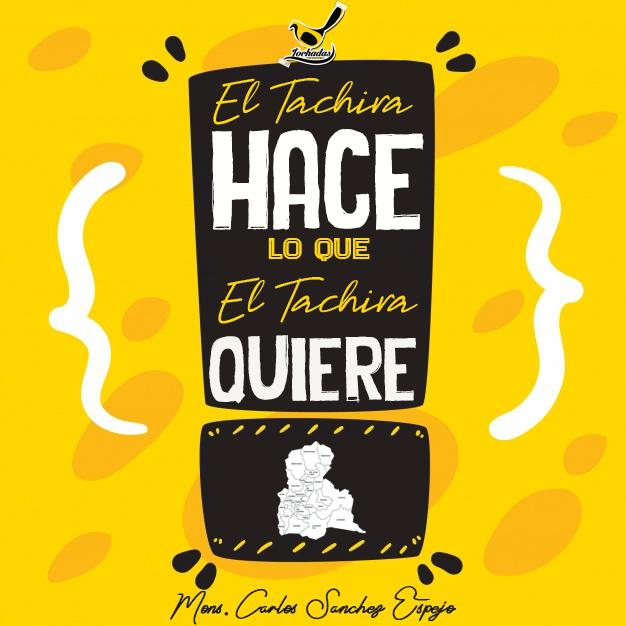 Tochadas
El Tachira
HACE
LO QUE
El Tachira
QUIERE
Mons. Carlos Sanchez Espejo